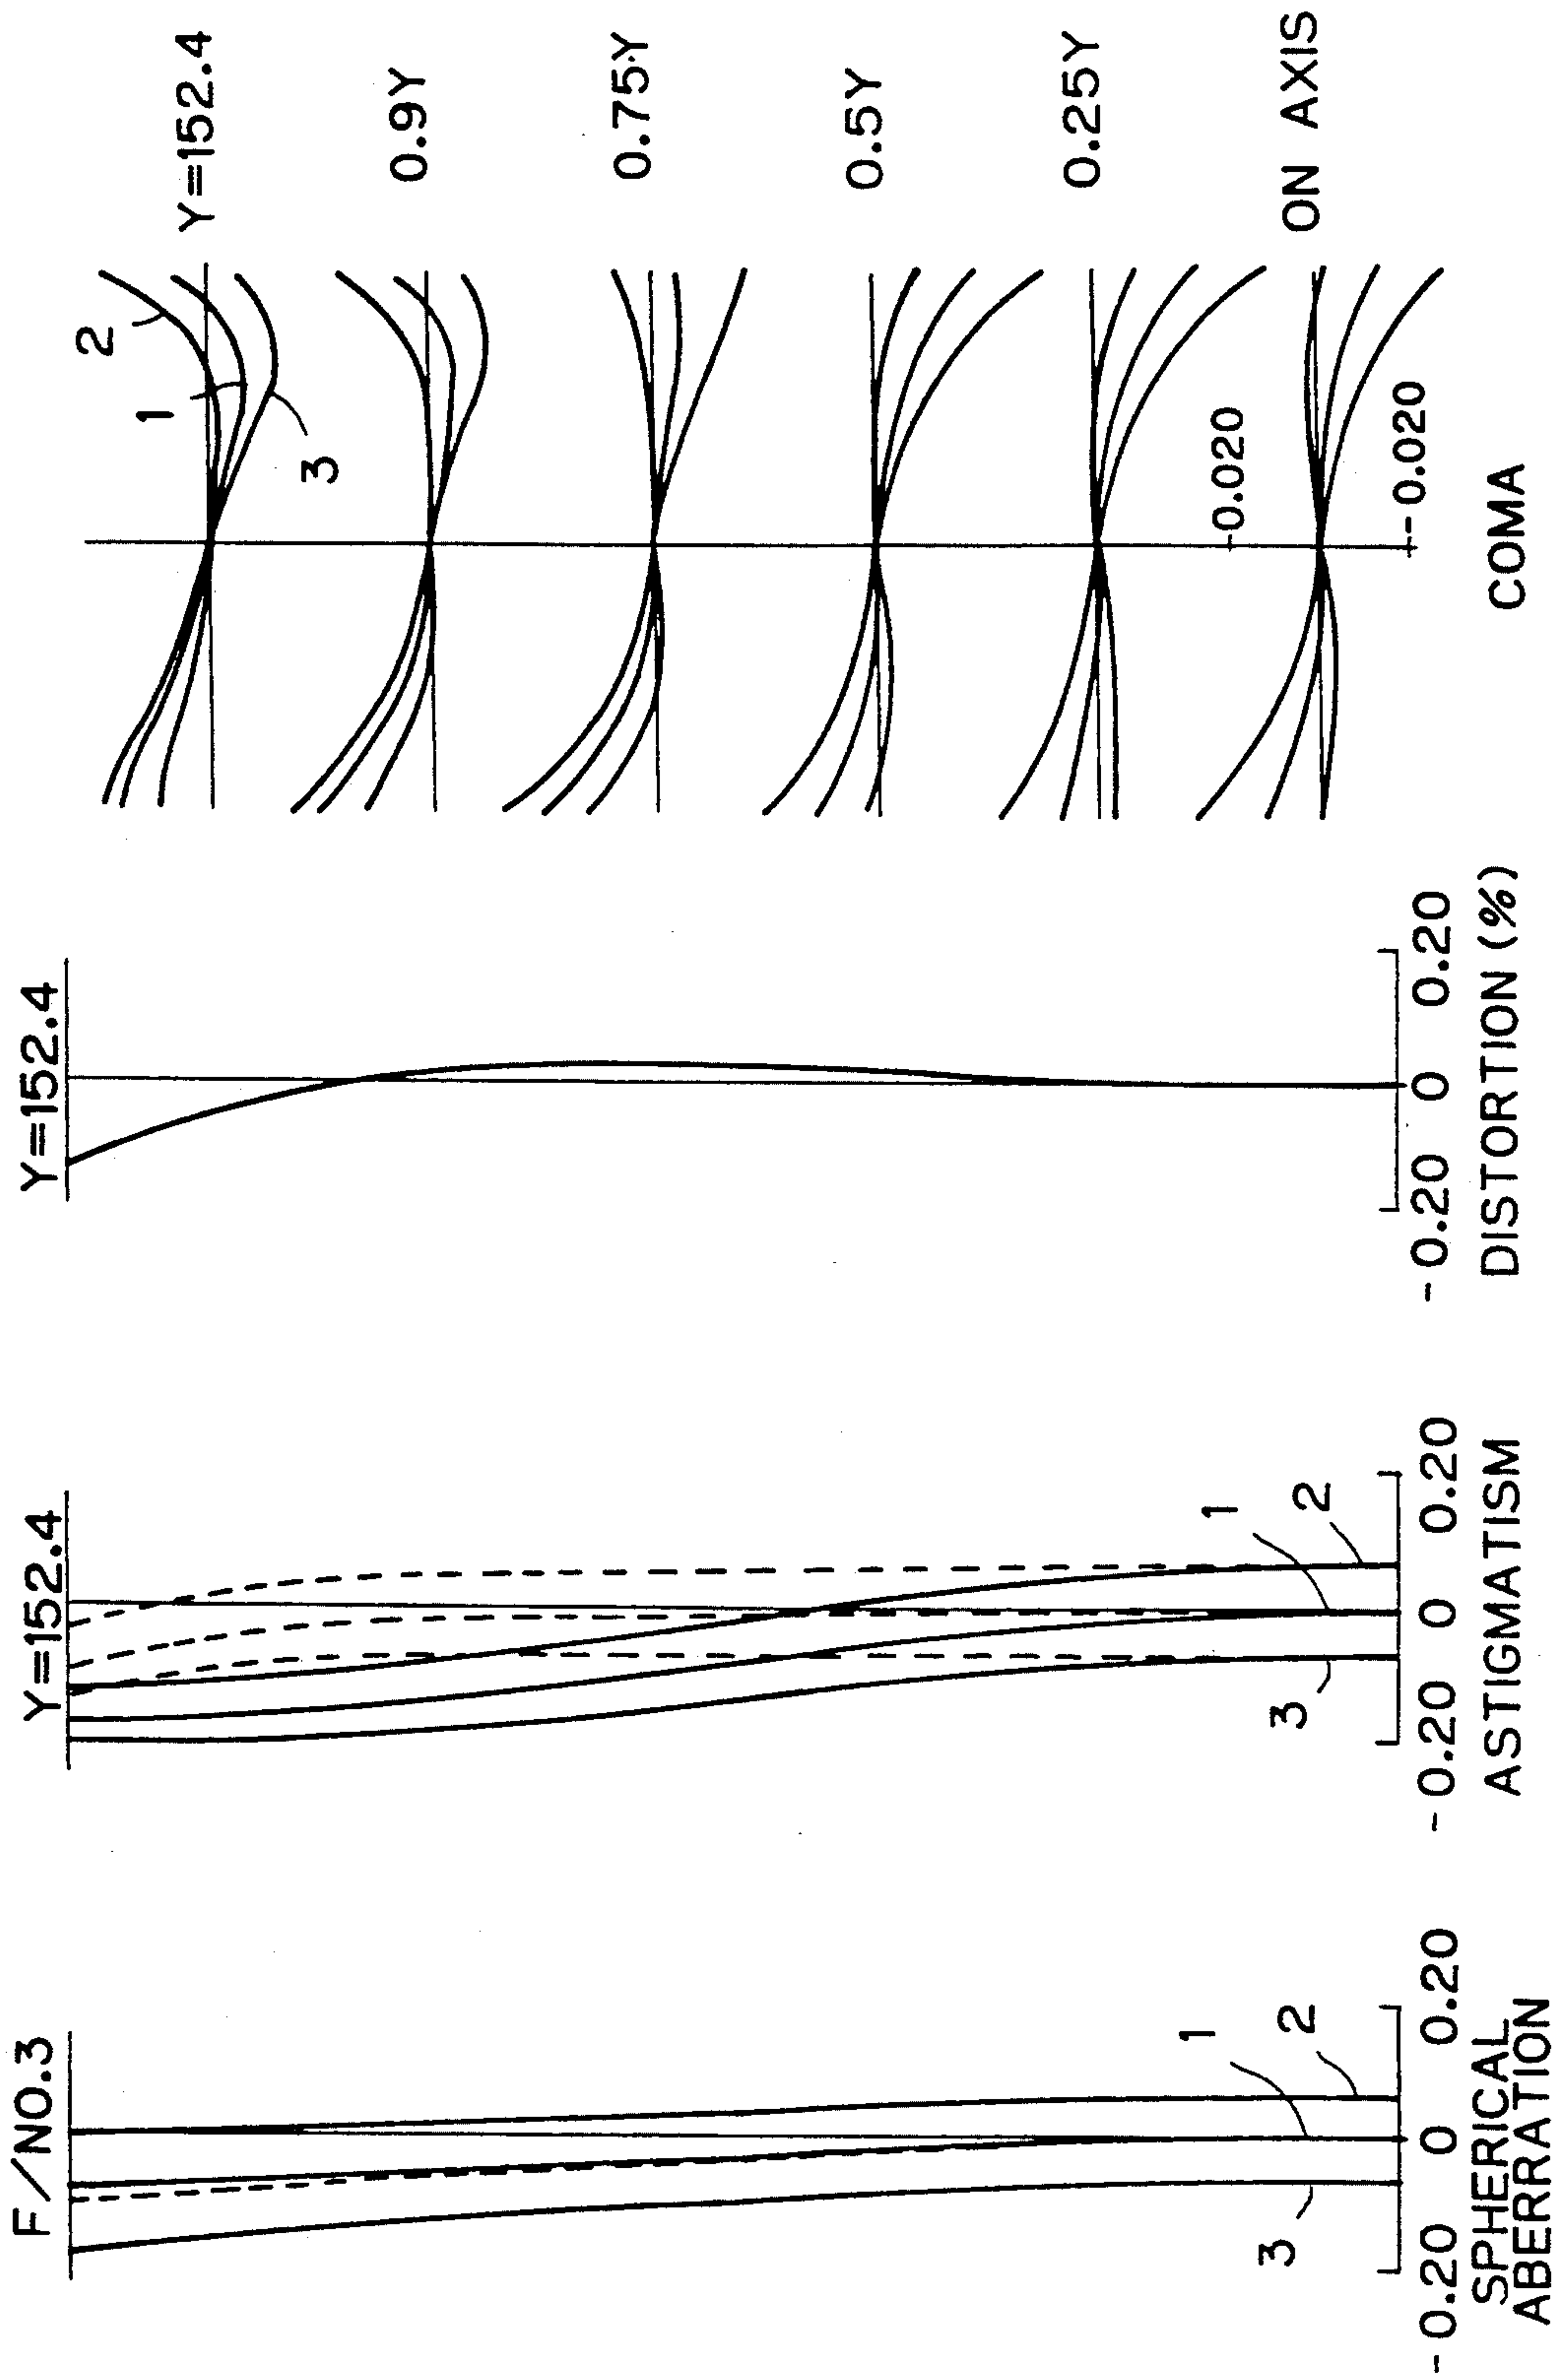 F/NO.3
1
2
3
-0.20 0 0.20
SPHERICAL
ABERRATION
Y=152.4
1
2
3
-0.20 0 0.20
ASTIGMATISM
Y=152.4
-0.20 0 0.20
DISTORTION (%)
2
1
3
Y=152.4
0.9Y
0.75Y
0.5Y
0.25Y
0.020
ON AXIS
-0.020
COMA